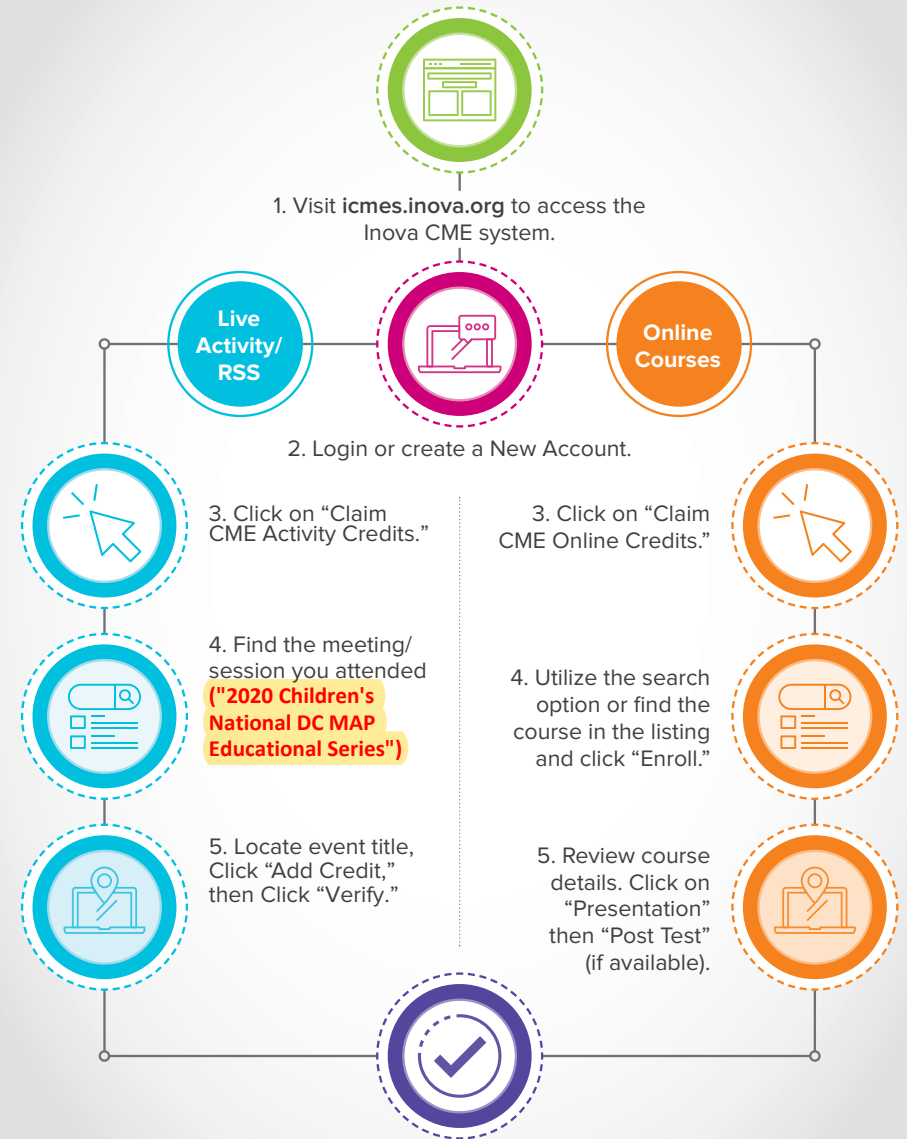 1. Visit icmes.inova.org to access the
Inova CME system.
Live
Activity/
RSS
Online
Courses
2. Login or create a New Account.
3. Click on “Claim
CME Activity Credits.”
4. Find the meeting/
session you attended
("2020 Children's
National DC MAP
Educational Series")
5. Locate event title,
Click “Add Credit,”
then Click “Verify.”
3. Click on “Claim
CME Online Credits.”
4. Utilize the search
option or find the
course in the listing
and click “Enroll.”
5. Review course
details. Click on
“Presentation”
then “Post Test”
(if available).